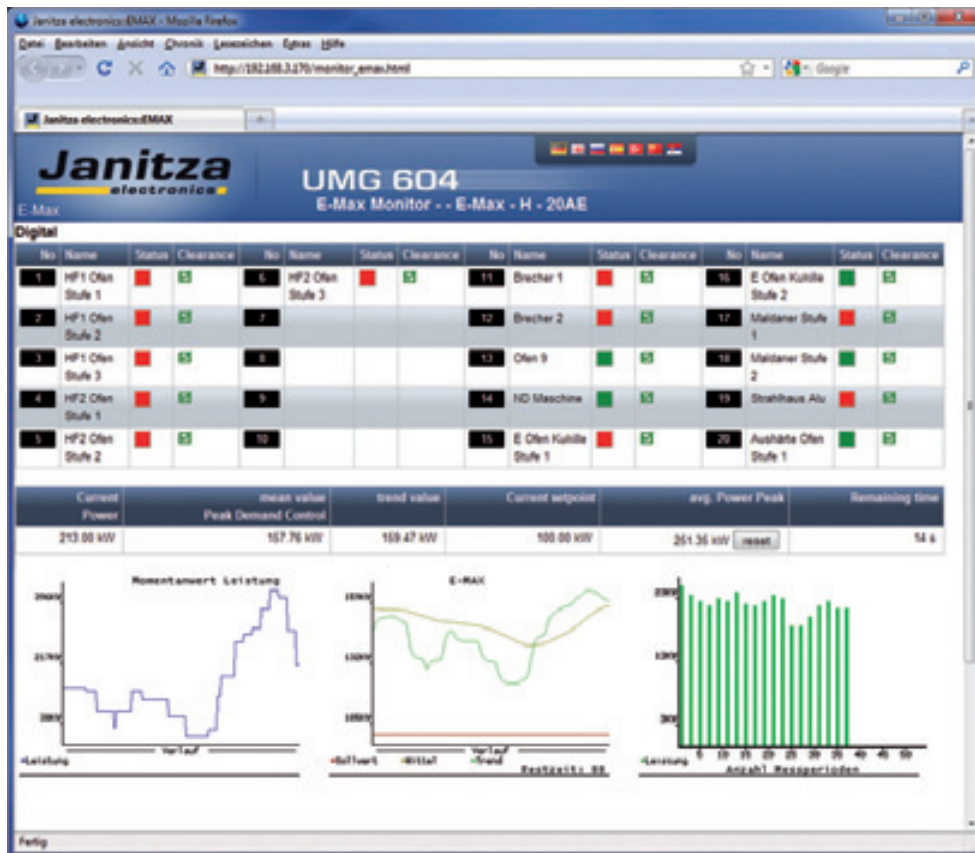 Janitza electronics:EMAX - Mozilla Firefox
Datei Bearbeiten Ansicht Chronik Lesezeichen Extras Hilfe
http://192.168.3.170/monitor_emax.html
Google
Janitza electronics:EMAX
Janitza
electronics
E-Max
UMG 604
E-Max Monitor - - E-Max - H - 20AE
Digital
No Name Status Clearance No Name Status Clearance No Name Status Clearance No Name Status Clearance
1 HF1 Ofen Stufe 1 6 HF2 Ofen Stufe 3 11 Brecher 1 16 E Ofen Kokille Stufe 2
2 HF1 Ofen Stufe 2 7 12 Brecher 2 17 Maldaner Stufe 1
3 HF1 Ofen Stufe 3 8 13 Ofen 9 18 Maldaner Stufe 2
4 HF2 Ofen Stufe 1 9 14 ND Maschine 19 Strahlhaus Alu
5 HF2 Ofen Stufe 2 10 15 E Ofen Kokille Stufe 1 20 Aushärte Ofen Stufe 1
Current Power mean value Peak Demand Control trend value Current setpoint avg. Power Peak Remaining time
213.00 kW 157.76 kW 159.47 kW 100.00 kW 251.35 kW reset 14 s
Momentanwert Leistung
217kW
Verlauf
Leistung
E-MAX
132kW
105kW
Verlauf
Sollwert Mittel Trend
Restzeit:
5 10 15 20 25 30 35 40 45 50
Leistung
Anzahl Messperioden
Fertig